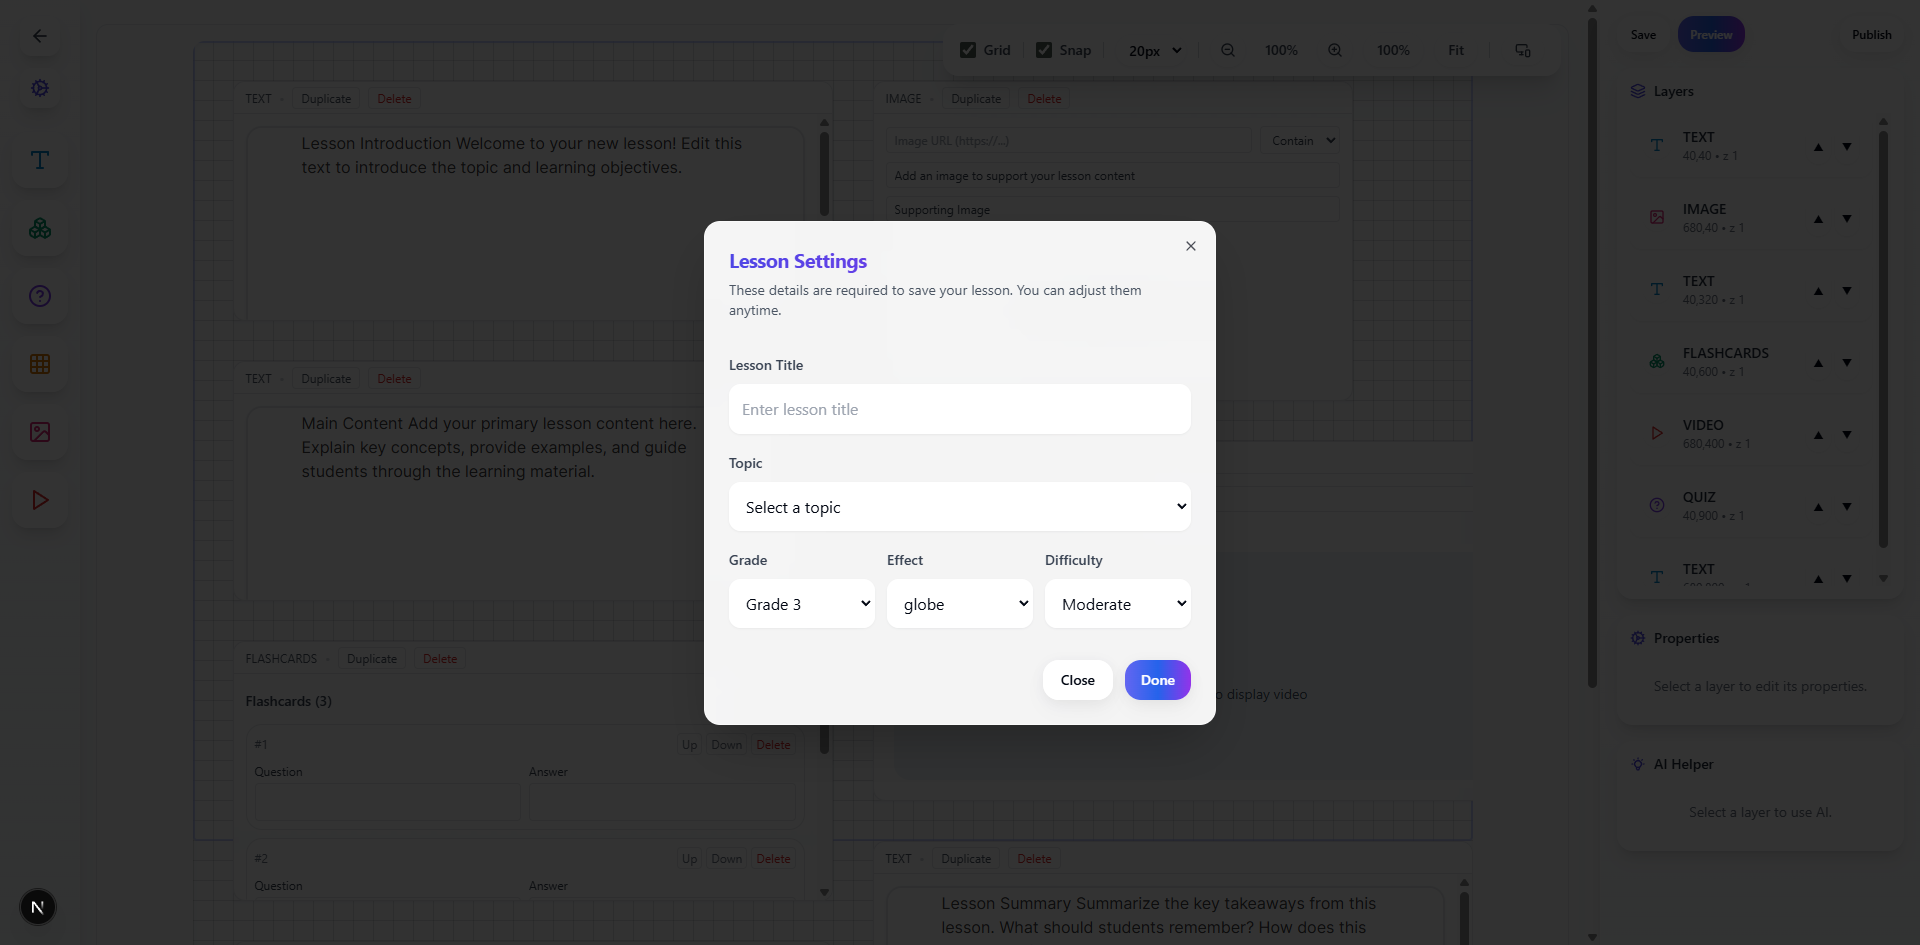 Grid
Snap
20px
100%
100%
Fit
Save
Preview
Publish
TEXT
Duplicate
Delete
Lesson Introduction Welcome to your new lesson! Edit this
text to introduce the topic and learning objectives.
IMAGE
Duplicate
Delete
Image URL (https://...)
Contain
Add an image to support your lesson content
Supporting Image
TEXT
Duplicate
Delete
Main Content Add your primary lesson content here.
Explain key concepts, provide examples, and guide
students through the learning material.
FLASHCARDS
Duplicate
Delete
Flashcards (3)
#1
Up
Down
Delete
Question
Answer
#2
Up
Down
Delete
Question
Answer
Lesson Settings
These details are required to save your lesson. You can adjust them
anytime.
Lesson Title
Enter lesson title
Topic
Select a topic
Grade
Effect
Difficulty
Grade 3
globe
Moderate
Close
Done
display video
TEXT
Duplicate
Delete
Lesson Summary Summarize the key takeaways from this
lesson. What should students remember? How does this
Layers
TEXT
40,40 • z 1
IMAGE
680,40 • z 1
TEXT
40,320 • z 1
FLASHCARDS
40,600 • z 1
VIDEO
680,400 • z 1
QUIZ
40,900 • z 1
TEXT
Properties
Select a layer to edit its properties.
AI Helper
Select a layer to use AI.
N